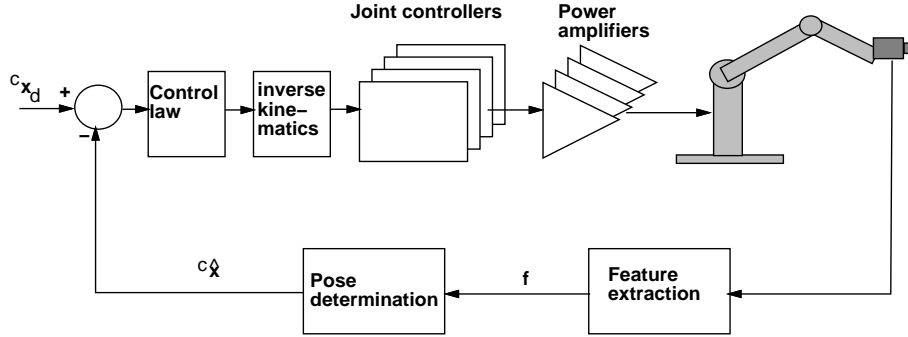 Joint controllers
Power
amplifiers
c x d
+
−
Control
law
inverse
kine−
matics
c x̂
Pose
determination
f
Feature
extraction